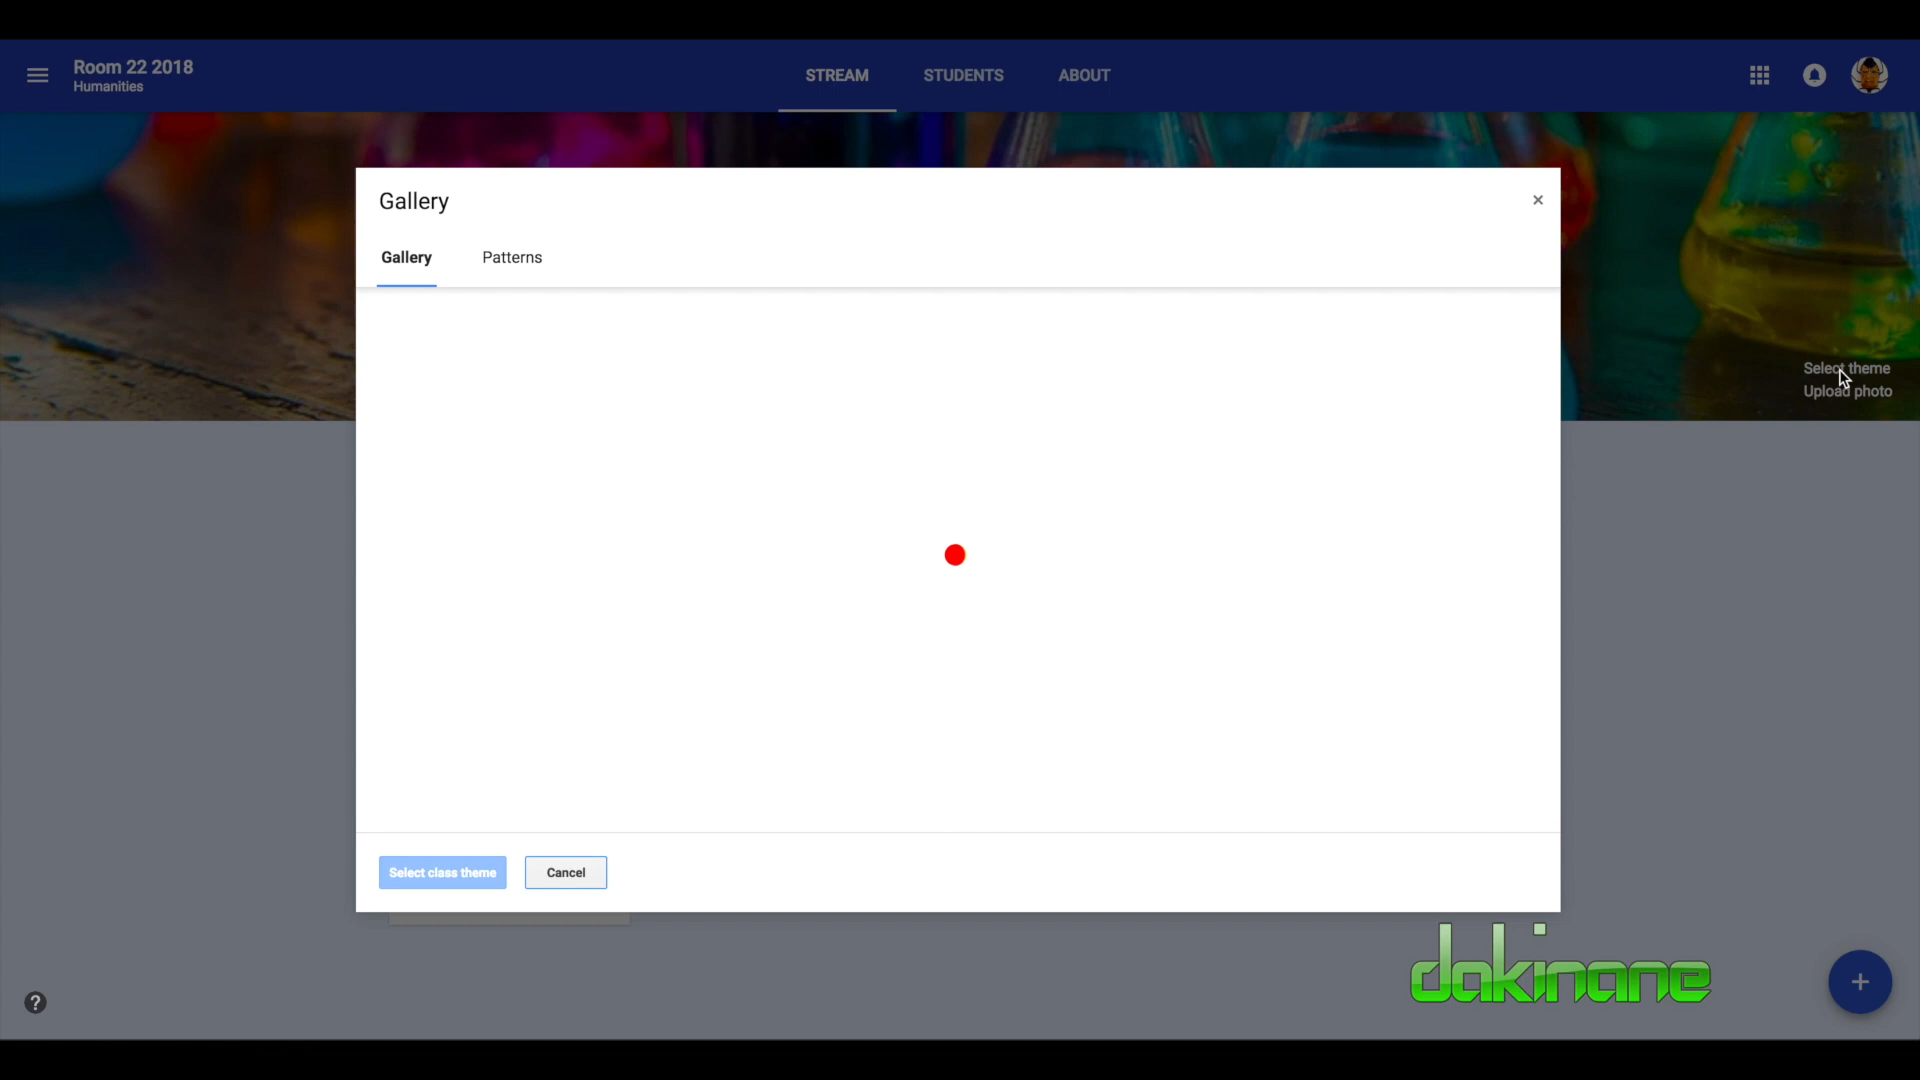 Room 22 2018
Humanities
STREAM
STUDENTS
ABOUT
Gallery
×
Gallery
Patterns
Select theme
Upload photo
Select class theme
Cancel
dakinane
+
?